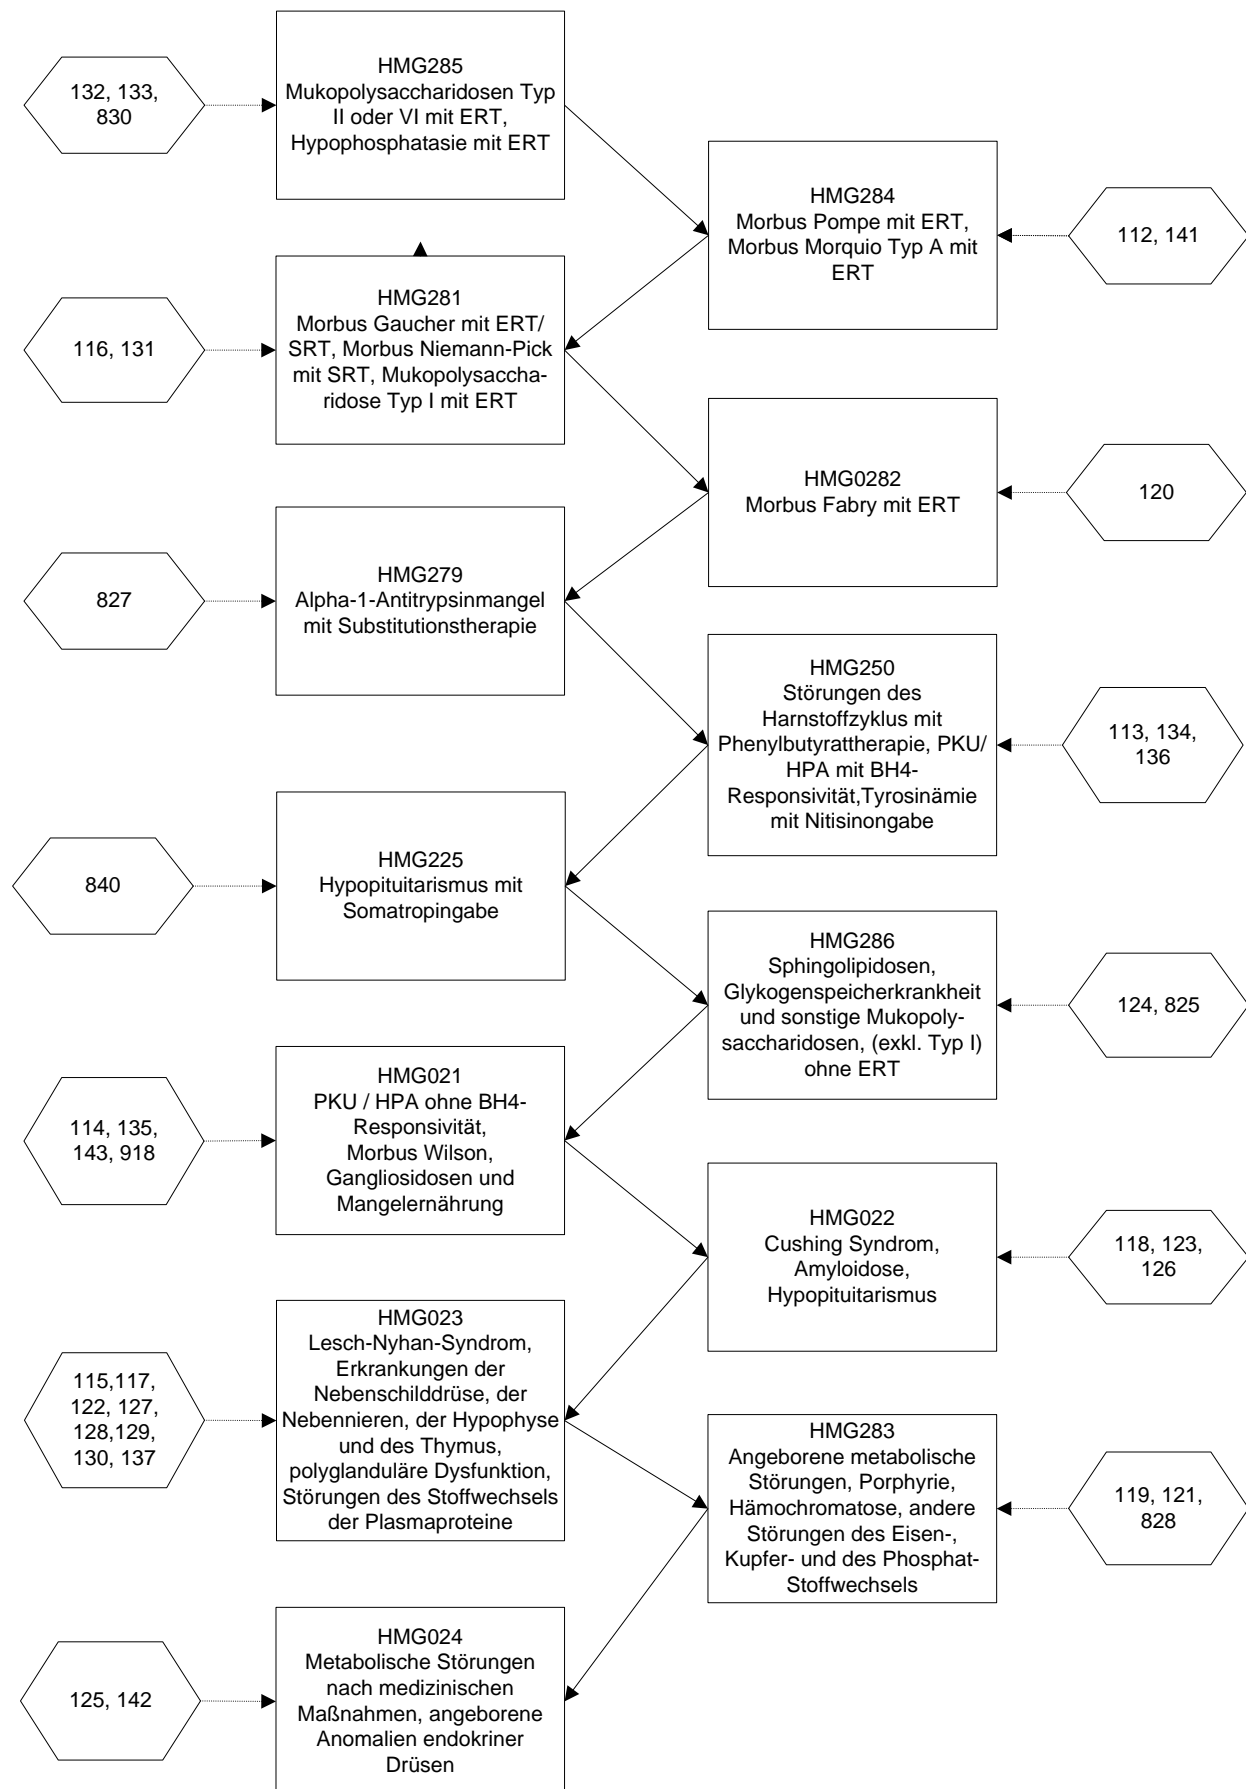 132, 133,
830
HMG285
Mukopolysaccharidosen Typ
II oder VI mit ERT,
Hypophosphatasie mit ERT
HMG284
Morbus Pompe mit ERT,
Morbus Morquio Typ A mit
ERT
112, 141
116, 131
HMG281
Morbus Gaucher mit ERT/
SRT, Morbus Niemann-Pick
mit SRT, Mukopolysaccha-
ridose Typ I mit ERT
HMG0282
Morbus Fabry mit ERT
120
827
HMG279
Alpha-1-Antitrypsinmangel
mit Substitutionstherapie
HMG250
Störungen des
Harnstoffzyklus mit
Phenylbutyrattherapie, PKU/
HPA mit BH4-
Responsivität,Tyrosinämie
mit Nitisinongabe
113, 134,
136
840
HMG225
Hypopituitarismus mit
Somatropingabe
HMG286
Sphingolipidosen,
Glykogenspeicherkrankheit
und sonstige Mukopoly-
saccharidosen, (exkl. Typ I)
ohne ERT
124, 825
114, 135,
143, 918
HMG021
PKU / HPA ohne BH4-
Responsivität,
Morbus Wilson,
Gangliosidosen und
Mangelernährung
HMG022
Cushing Syndrom,
Amyloidose,
Hypopituitarismus
118, 123,
126
115,117,
122, 127,
128,129,
130, 137
HMG023
Lesch-Nyhan-Syndrom,
Erkrankungen der
Nebenschilddrüse, der
Nebennieren, der Hypophyse
und des Thymus,
polyglanduläre Dysfunktion,
Störungen des Stoffwechsels
der Plasmaproteine
HMG283
Angeborene metabolische
Störungen, Porphyrie,
Hämochromatose, andere
Störungen des Eisen-,
Kupfer- und des Phosphat-
Stoffwechsels
119, 121,
828
125, 142
HMG024
Metabolische Störungen
nach medizinischen
Maßnahmen, angeborene
Anomalien endokriner
Drüsen